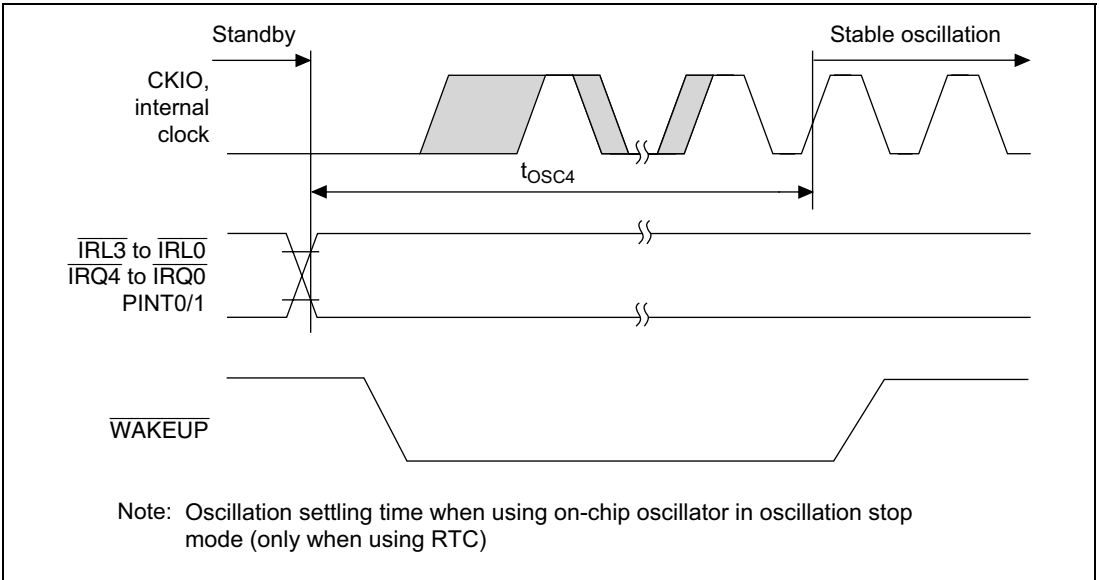 Standby
Stable oscillation
CKIO,
internal
clock
tOSC4
IRL3 to IRL0
IRQ4 to IRQ0
PINT0/1
WAKEUP
Note: Oscillation settling time when using on-chip oscillator in oscillation stop
mode (only when using RTC)